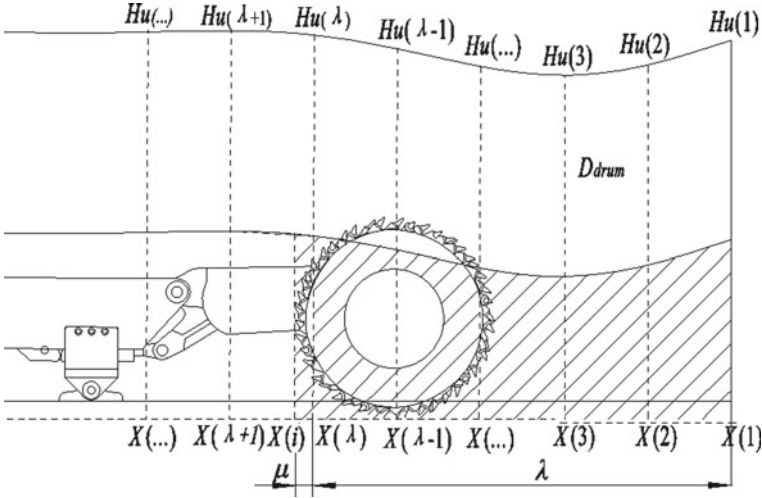 Hu(...) Hu(λ+1) Hu(λ) Hu(λ-1) Hu(...) Hu(3) Hu(2) Hu(1)
Ddrum
X(...) X(λ+1) X(i) X(λ) X(λ-1) X(...) X(3) X(2) X(1)
μ λ